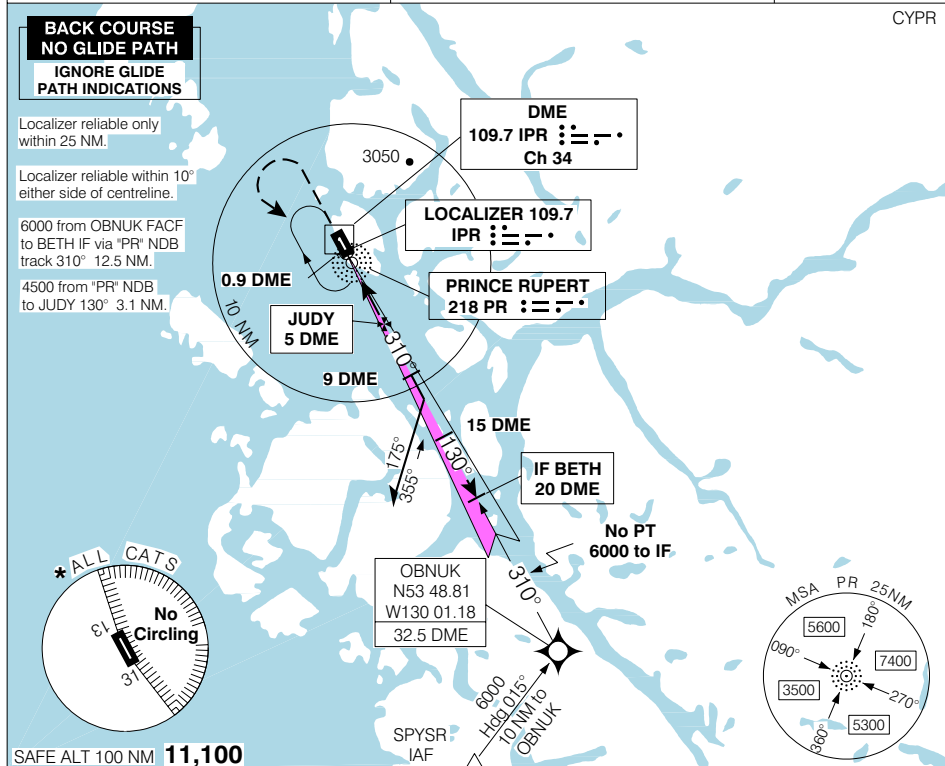 CYPR
BACK COURSE
NO GLIDE PATH
IGNORE GLIDE
PATH INDICATIONS
Localizer reliable only
within 25 NM.
Localizer reliable within 10°
either side of centreline.
6000 from OBNUK FACF
to BETH IF via "PR" NDB
track 310° 12.5 NM.
4500 from "PR" NDB
to JUDY 130° 3.1 NM.
3050
DME
109.7 IPR
Ch 34
LOCALIZER 109.7
IPR
PRINCE RUPERT
218 PR
0.9 DME
10 NM
JUDY
5 DME
310°
9 DME
15 DME
175°
355°
130°
IF BETH
20 DME
No PT
6000 to IF
310°
OBNUK
N53 48.81
W130 01.18
32.5 DME
6000
Hdg 015°
10 NM to
OBNUK
SPYSR
IAF
* ALL CATS
No
Circling
13
31
SAFE ALT 100 NM 11,100
MSA PR 25NM
5600
180°
090°
7400
3500
270°
5300
360°